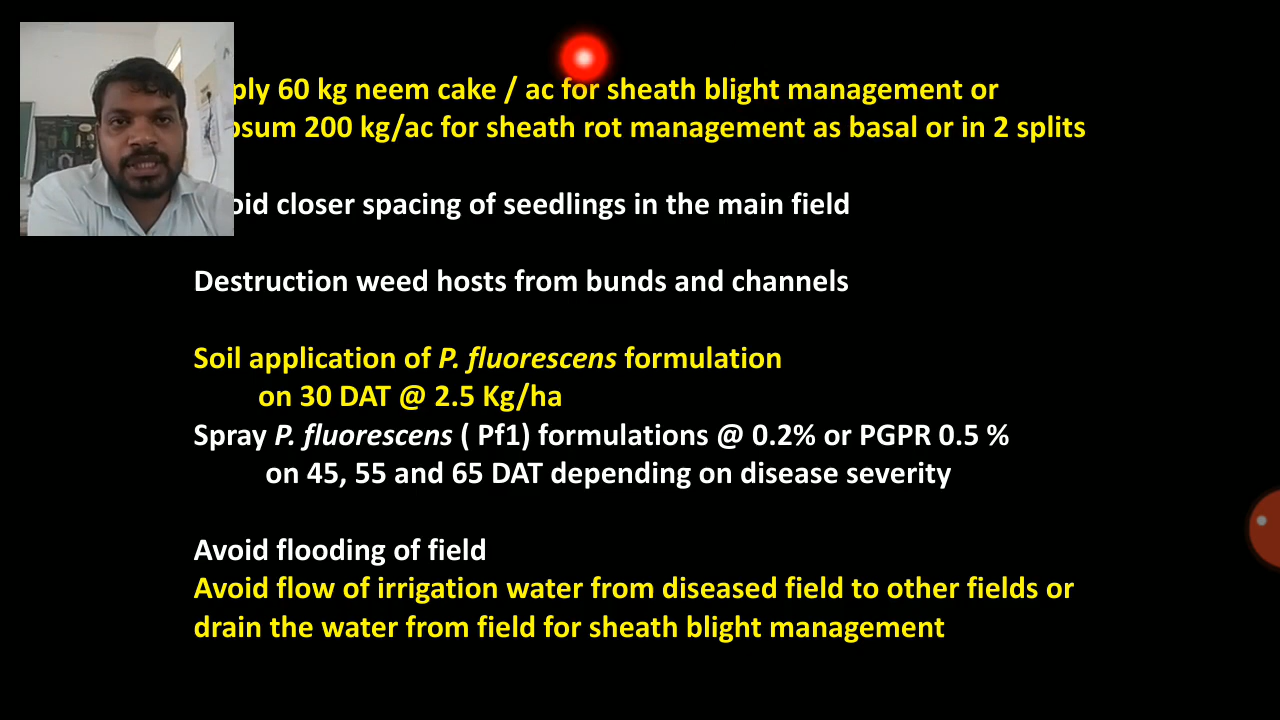 ply 60 kg neem cake / ac for sheath blight management or
psum 200 kg/ac for sheath rot management as basal or in 2 splits
oid closer spacing of seedlings in the main field
Destruction weed hosts from bunds and channels
Soil application of P. fluorescens formulation
on 30 DAT @ 2.5 Kg/ha
Spray P. fluorescens ( Pf1) formulations @ 0.2% or PGPR 0.5 %
on 45, 55 and 65 DAT depending on disease severity
Avoid flooding of field
Avoid flow of irrigation water from diseased field to other fields or
drain the water from field for sheath blight management